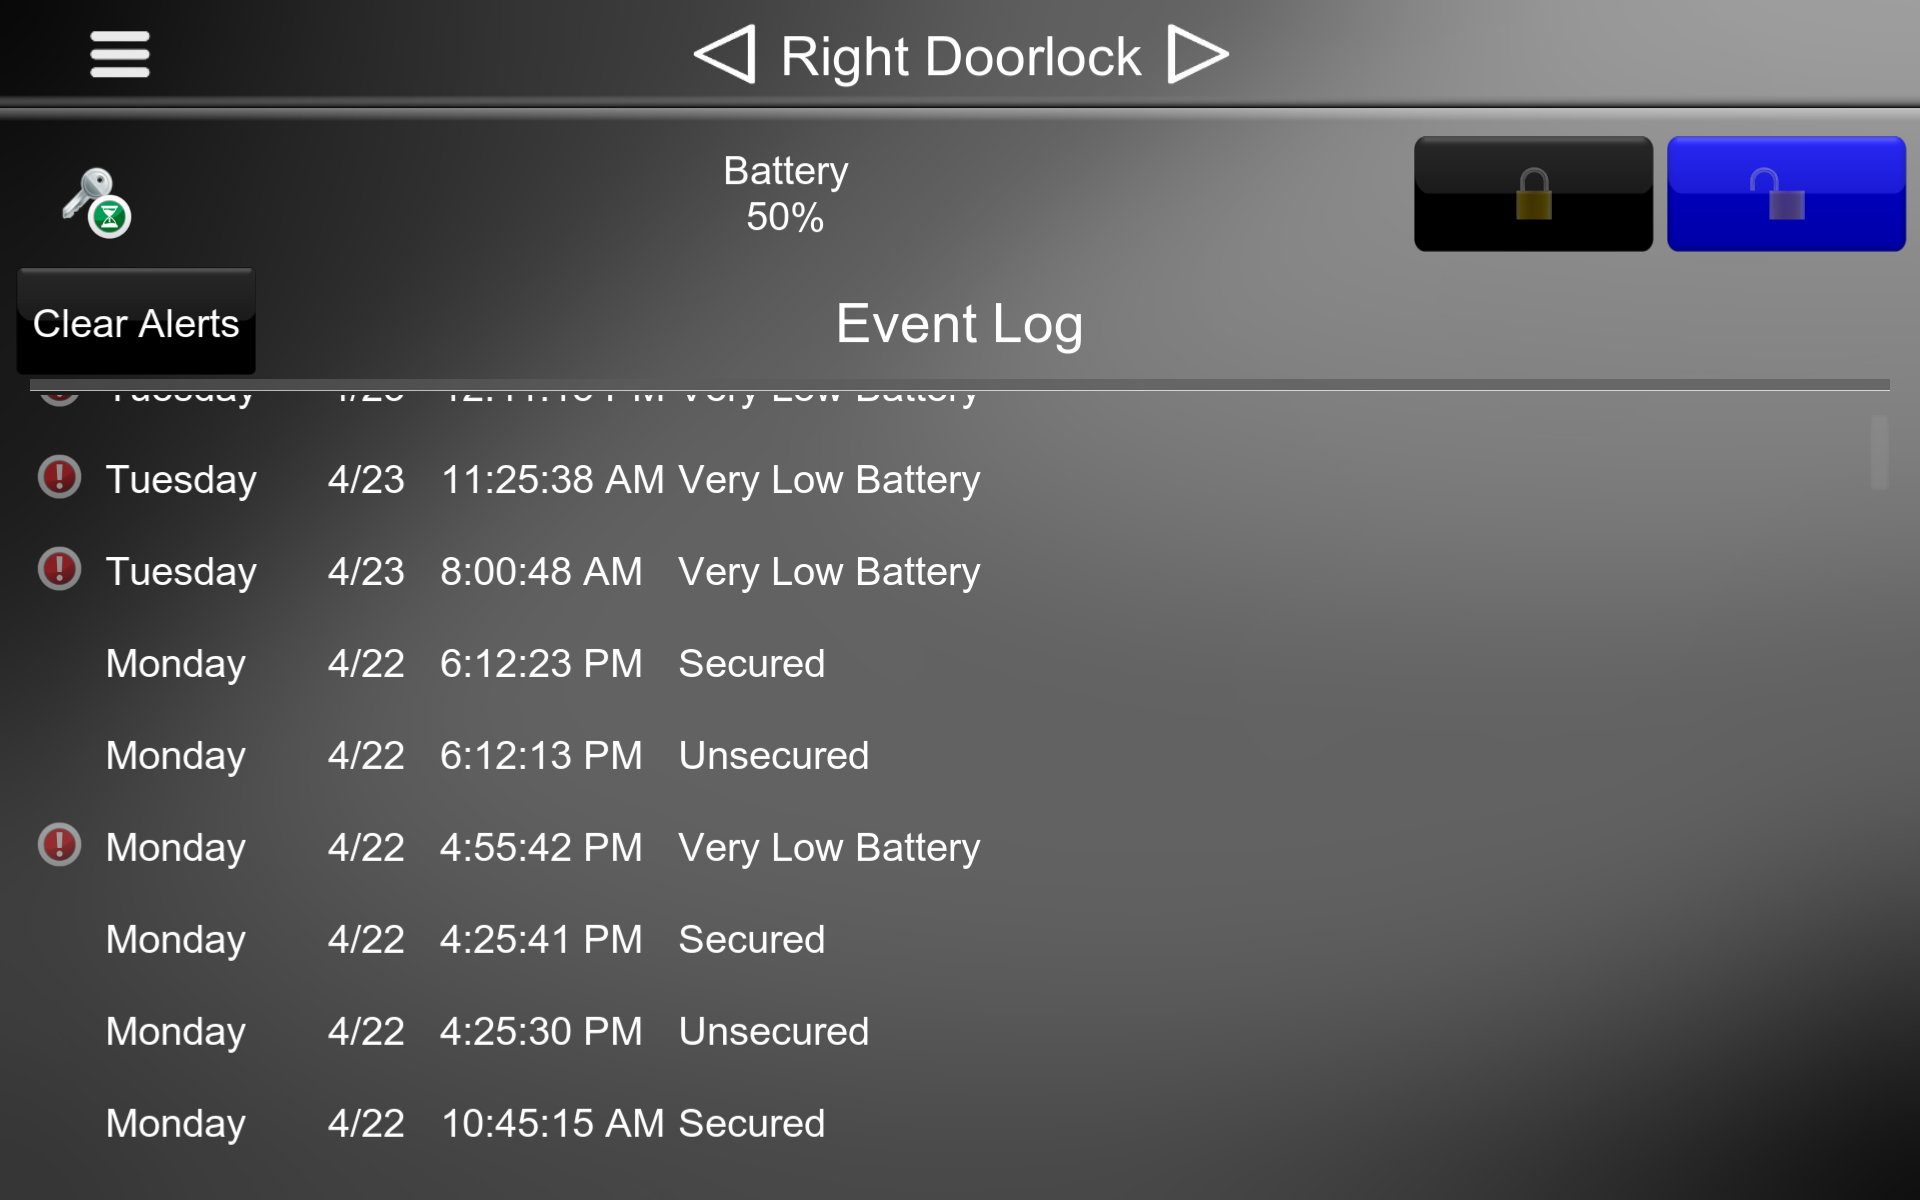 Right Doorlock
Battery
50%
Clear Alerts
Event Log
Tuesday Very Low Battery
Tuesday 4/23 11:25:38 AM Very Low Battery
Tuesday 4/23 8:00:48 AM Very Low Battery
Monday 4/22 6:12:23 PM Secured
Monday 4/22 6:12:13 PM Unsecured
Monday 4/22 4:55:42 PM Very Low Battery
Monday 4/22 4:25:41 PM Secured
Monday 4/22 4:25:30 PM Unsecured
Monday 4/22 10:45:15 AM Secured